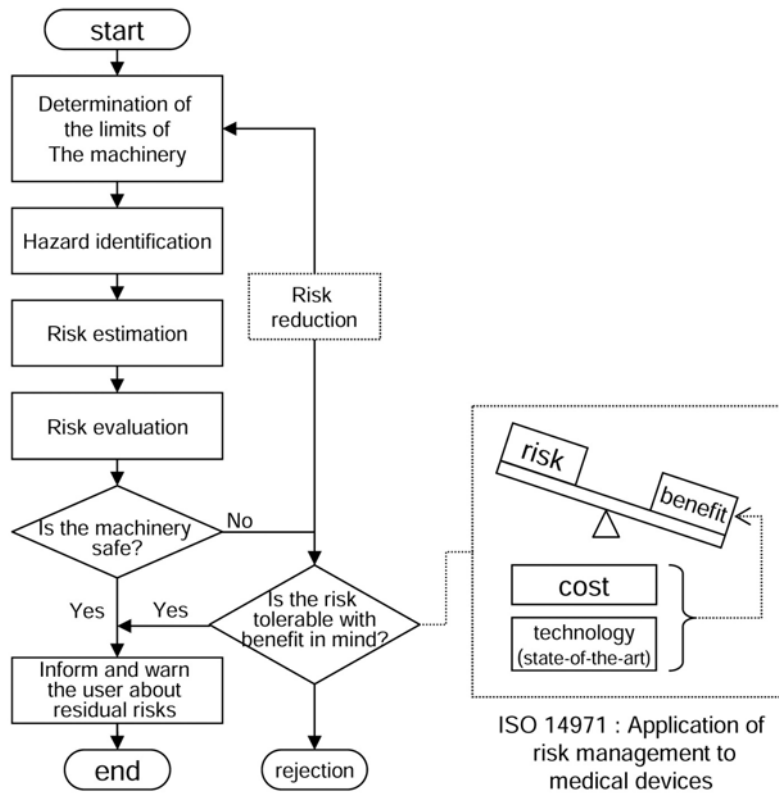 start
Determination of
the limits of
The machinery
Hazard identification
Risk
reduction
Risk estimation
Risk evaluation
Is the machinery
safe?
No
Yes
Yes
Is the risk
tolerable with
benefit in mind?
Inform and warn
the user about
residual risks
end
rejection
risk
benefit
cost
technology
(state-of-the-art)
ISO 14971 : Application of
risk management to
medical devices